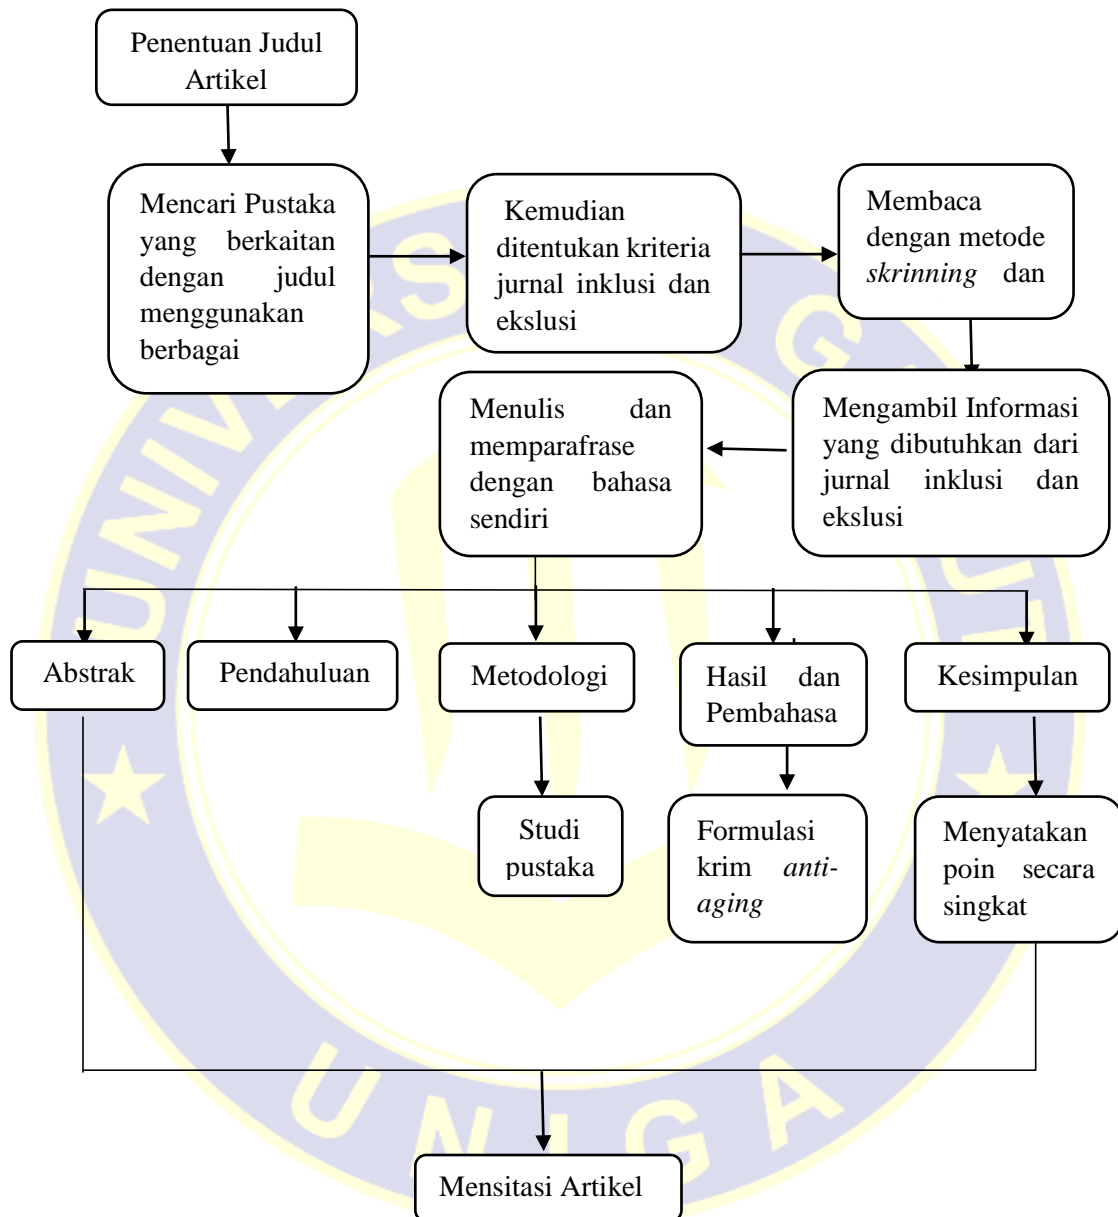 Penentuan Judul
Artikel
Mencari Pustaka
yang berkaitan
dengan judul
menggunakan
berbagai
Kemudian
ditentukan kriteria
jurnal inklusi dan
ekslusi
Membaca
dengan metode
skrinning dan
Menulis dan
memparafrase
dengan bahasa
sendiri
Mengambil Informasi
yang dibutuhkan dari
jurnal inklusi dan
ekslusi
Abstrak
Pendahuluan
Metodologi
Hasil dan
Pembahasa
Kesimpulan
Studi
pustaka
Formulasi
krim anti-
aging
Menyatakan
poin secara
singkat
Mensitasi Artikel
UNIGA